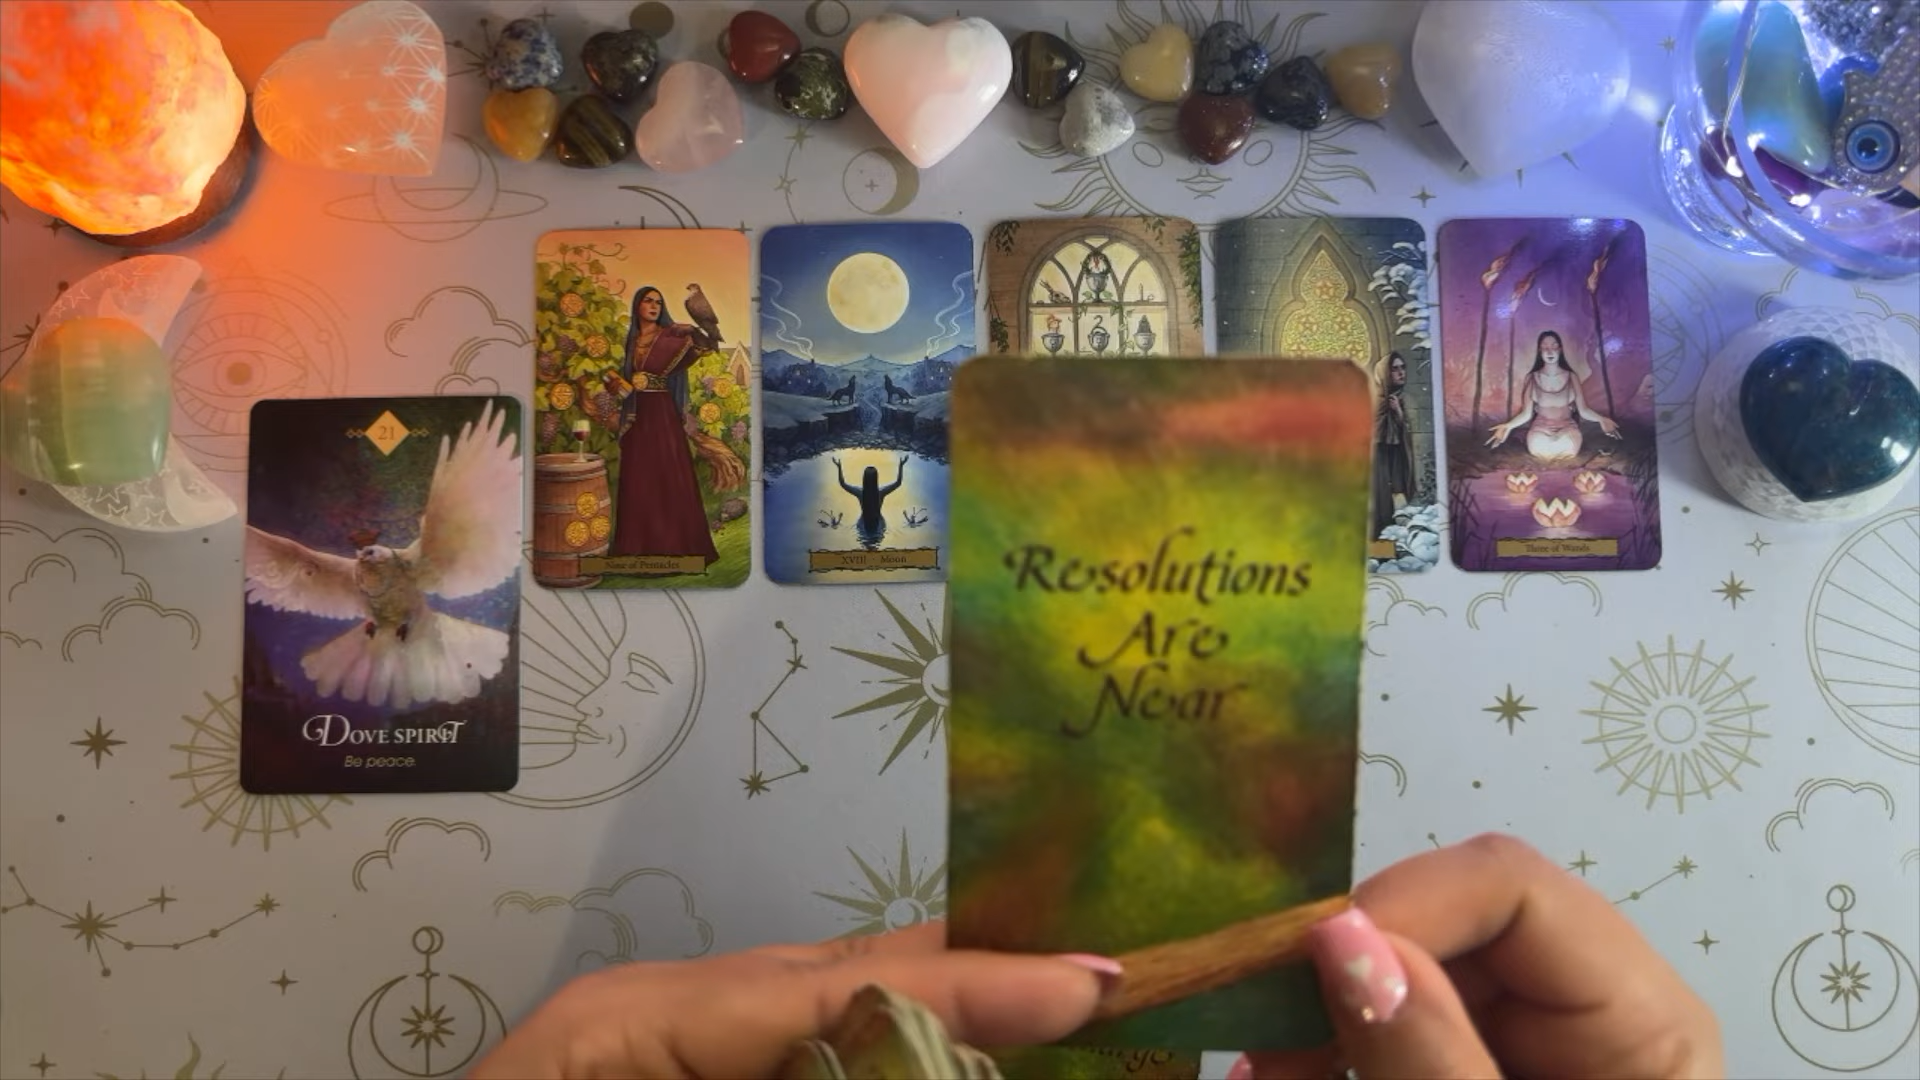 21
Dove Spirit
Be peace.
Nine of Pentacles
XVIII - Moon
Three of Wands
Resolutions
Are
Near